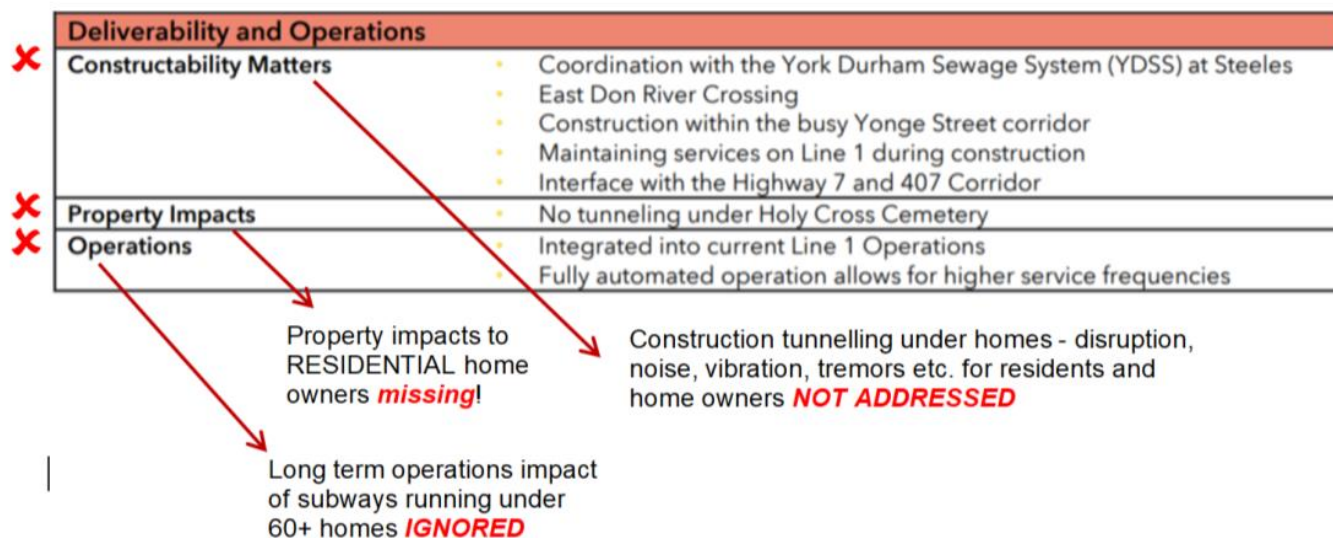 Deliverability and Operations
Constructability Matters
• Coordination with the York Durham Sewage System (YDSS) at Steeles
• East Don River Crossing
• Construction within the busy Yonge Street corridor
• Maintaining services on Line 1 during construction
• Interface with the Highway 7 and 407 Corridor
Property Impacts
• No tunneling under Holy Cross Cemetery
Operations
• Integrated into current Line 1 Operations
• Fully automated operation allows for higher service frequencies
Property impacts to
RESIDENTIAL home
owners missing!
Construction tunnelling under homes - disruption,
noise, vibration, tremors etc. for residents and
home owners NOT ADDRESSED
Long term operations impact
of subways running under
60+ homes IGNORED